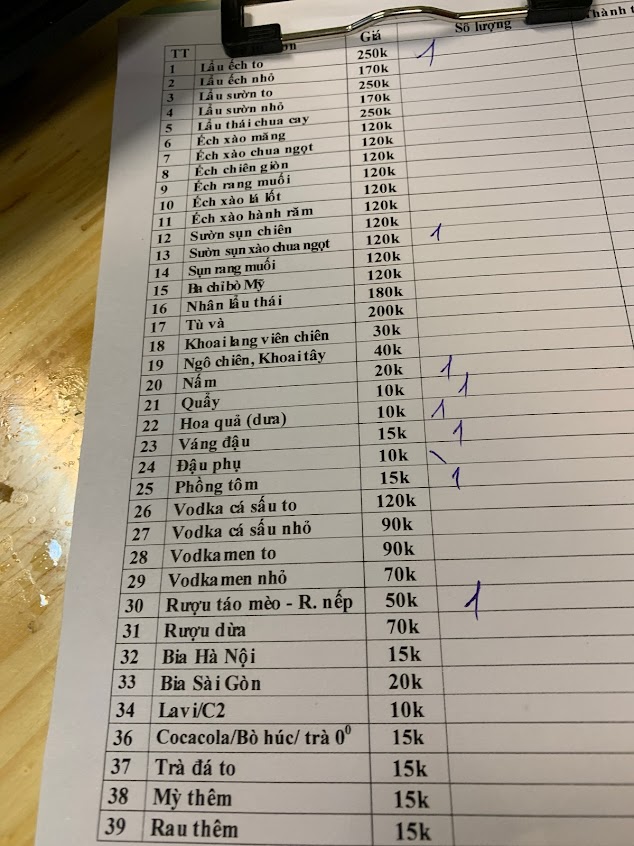 TT Giá Số lượng Thành t
1 Lẩu ếch to 250k 1
2 Lẩu ếch nhỏ 170k
3 Lẩu sườn to 250k
4 Lẩu sườn nhỏ 170k
5 Lẩu thái chua cay 250k
6 Ếch xào măng 120k
7 Ếch xào chua ngọt 120k
8 Ếch chiên giòn 120k
9 Ếch rang muối 120k
10 Ếch xào lá lốt 120k
11 Ếch xào hành răm 120k
12 Sườn sụn chiên 120k
13 Sườn sụn xào chua ngọt 120k 1
14 Sụn rang muối 120k
15 Ba chỉ bò Mỹ 120k
16 Nhân lẩu thái 180k
17 Tù và 200k
18 Khoai lang viên chiên 30k
19 Ngô chiên, Khoai tây 40k
20 Nấm 20k 1
21 Quẩy 10k 1
22 Hoa quả (dưa) 10k 1
23 Váng đậu 15k 1
24 Đậu phụ 10k \
25 Phồng tôm 15k 1
26 Vodka cá sấu to 120k
27 Vodka cá sấu nhỏ 90k
28 Vodka men to 90k
29 Vodka men nhỏ 70k
30 Rượu táo mèo - R. nếp 50k 1
31 Rượu dừa 70k
32 Bia Hà Nội 15k
33 Bia Sài Gòn 20k
34 Lavi/C2 10k
36 Cocacola/Bò húc/ trà 0⁰ 15k
37 Trà đá to 15k
38 Mỳ thêm 15k
39 Rau thêm 15k